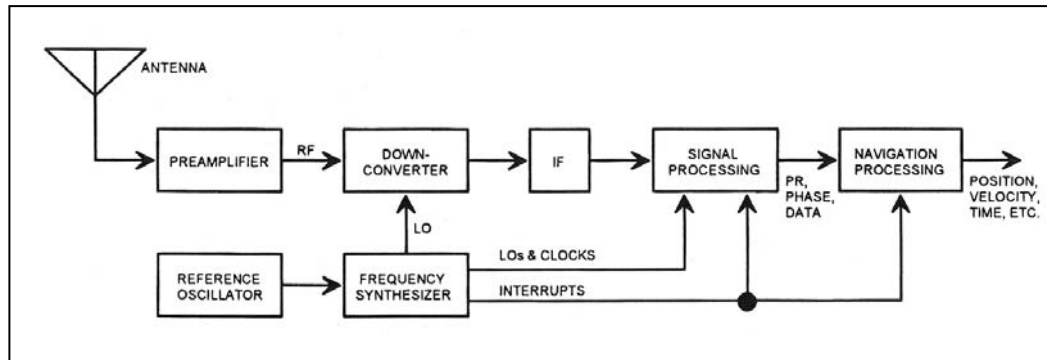 ANTENNA
PREAMPLIFIER
RF
DOWN-
CONVERTER
IF
SIGNAL
PROCESSING
PR,
PHASE,
DATA
NAVIGATION
PROCESSING
POSITION,
VELOCITY,
TIME, ETC.
LO
REFERENCE
OSCILLATOR
FREQUENCY
SYNTHESIZER
LOs & CLOCKS
INTERRUPTS